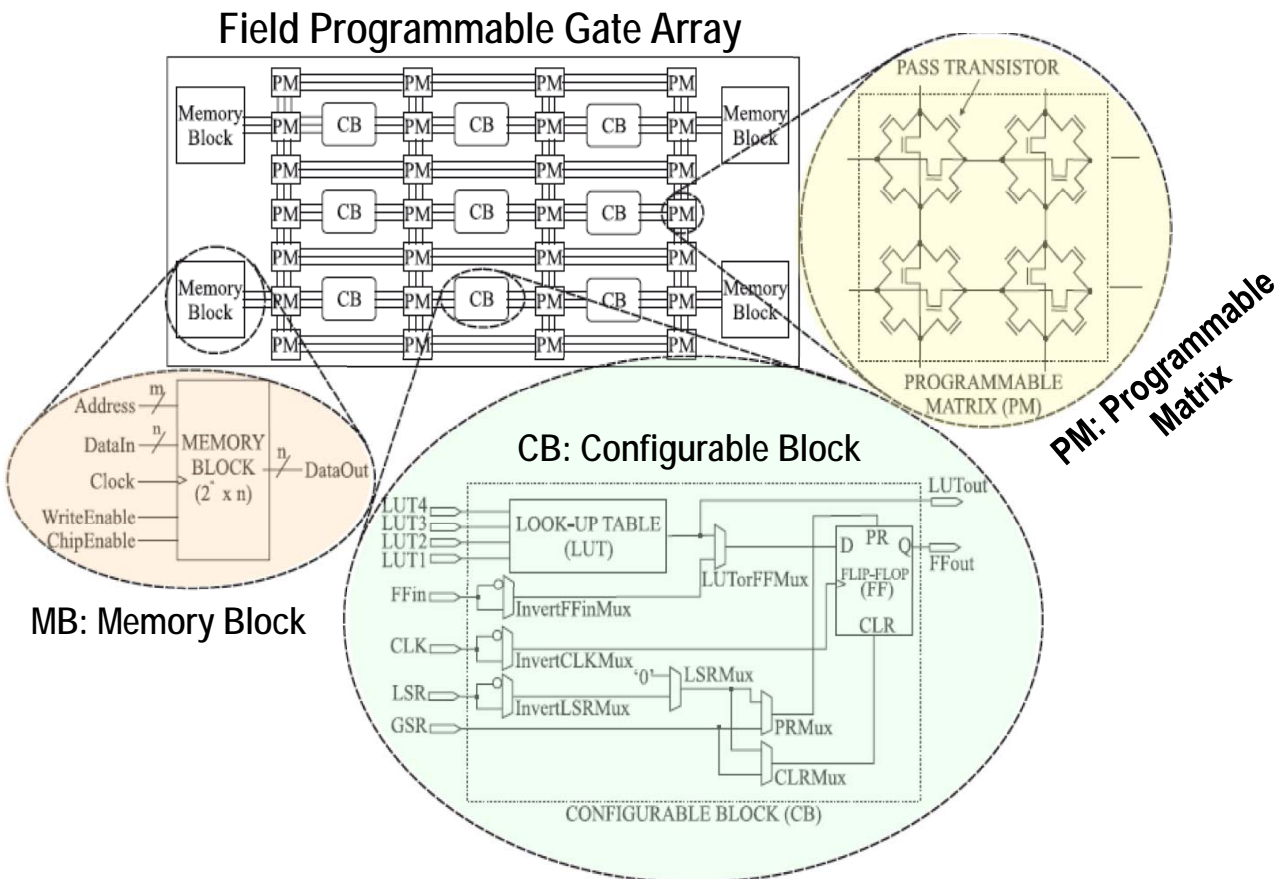 Field Programmable Gate Array
PM PM PM PM
Memory
Block
PM CB PM CB PM CB PM
Memory
Block
PM PM PM PM
PM CB PM CB PM CB PM
PM PM PM PM
Memory
Block
PM CB PM CB PM CB PM
Memory
Block
PM PM PM PM
PASS TRANSISTOR
PROGRAMMABLE
MATRIX (PM)
PM: Programmable
Matrix
Address
m
DataIn
n
Clock
WriteEnable
ChipEnable
MEMORY
BLOCK
(2 x n)
n
DataOut
MB: Memory Block
CB: Configurable Block
LUT4
LUT3
LUT2
LUT1
LOOK-UP TABLE
(LUT)
LUTout
LUTorFFMux
D PR Q
FLIP-FLOP
(FF)
CLR
FFout
FFin
InvertFFinMux
CLK
InvertCLKMux
LSR
InvertLSRMux
'0'
LSRMux
GSR
PRMux
CLRMux
CONFIGURABLE BLOCK (CB)